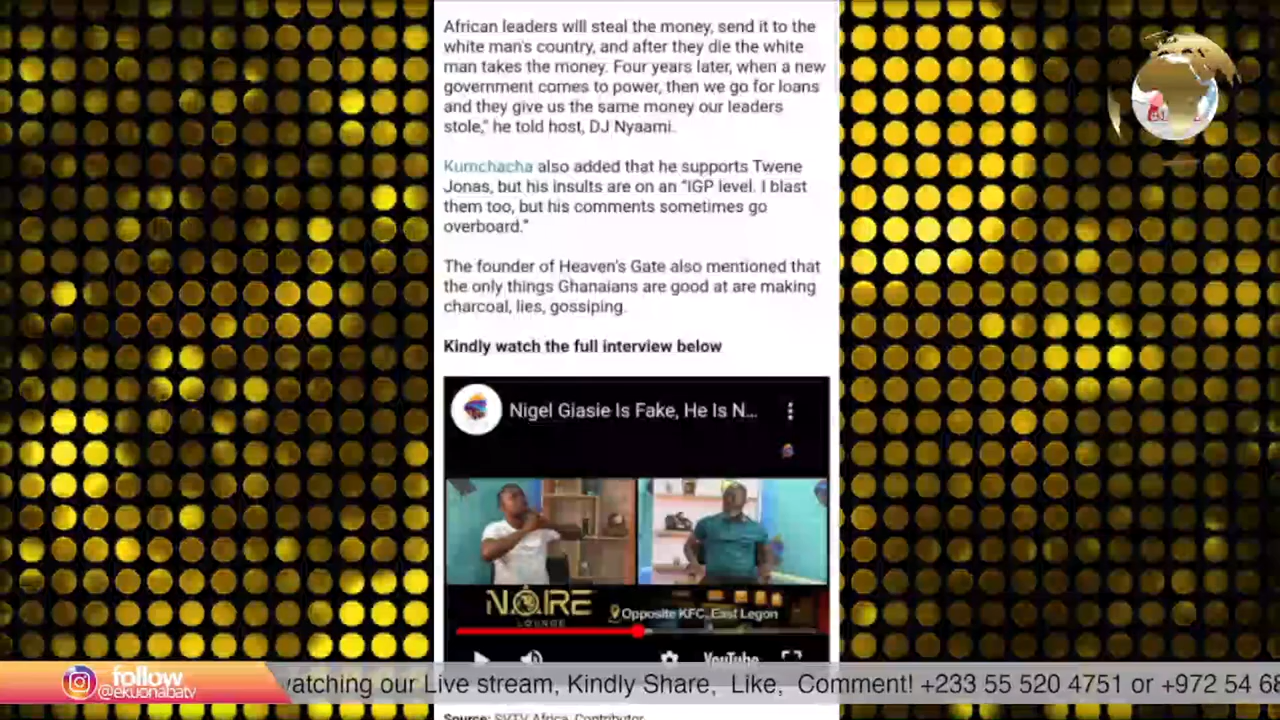 African leaders will steal the money, send it to the
white man's country, and after they die the white
man takes the money. Four years later, when a new
government comes to power, then we go for loans
and they give us the same money our leaders
stole," he told host, DJ Nyaami.
Kumchacha also added that he supports Twene
Jonas, but his insults are on an "IGP level. I blast
them too, but his comments sometimes go
overboard."
The founder of Heaven's Gate also mentioned that
the only things Ghanaians are good at are making
charcoal, lies, gossiping.
Kindly watch the full interview below
Nigel Giasie Is Fake, He Is N...
NOIRE
LOUNGE
Opposite KFC, East Legon
YouTube
follow
@ekuonabatv
watching our Live stream, Kindly Share, Like, Comment! +233 55 520 4751 or +972 54 68
Source: SVTV Africa, Contributor